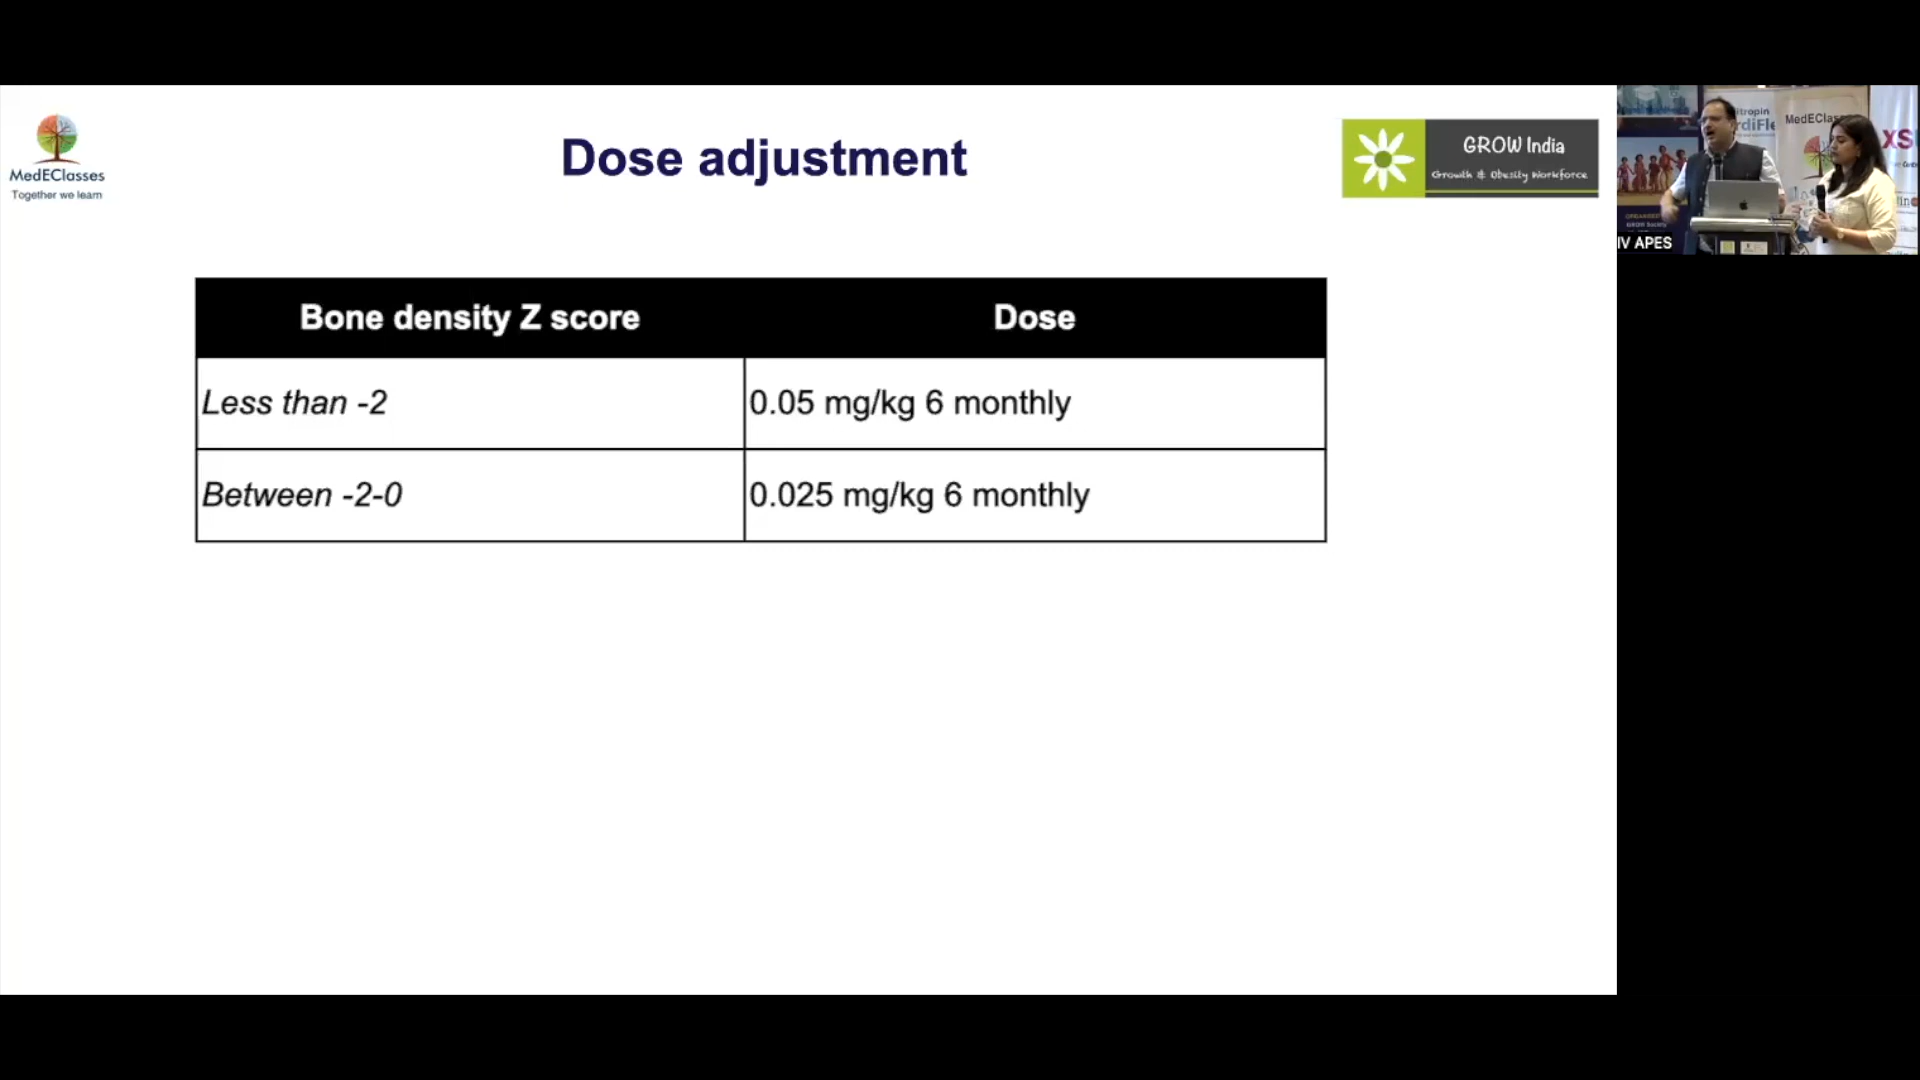 MedEClasses
Together we learn
Dose adjustment
GROW India
Growth & Obesity Workforce
Bone density Z score
Dose
Less than -2
0.05 mg/kg 6 monthly
Between -2-0
0.025 mg/kg 6 monthly
MedEClas
XS
IV APES